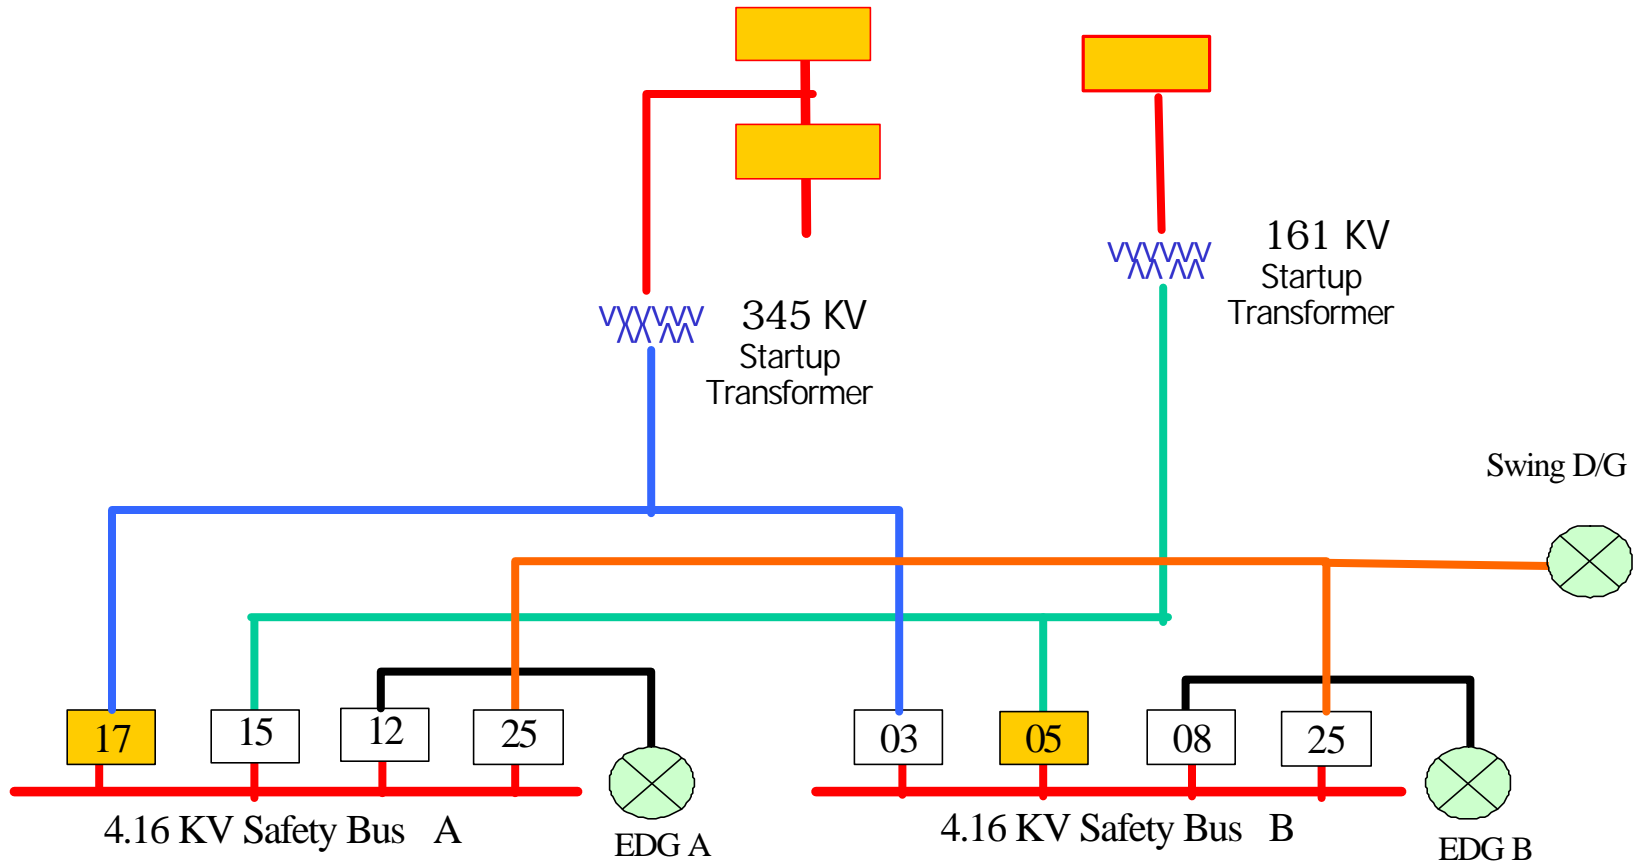 161 KV
Startup
Transformer
345 KV
Startup
Transformer
Swing D/G
17
15
12
25
03
05
08
25
4.16 KV Safety Bus A
EDG A
4.16 KV Safety Bus B
EDG B